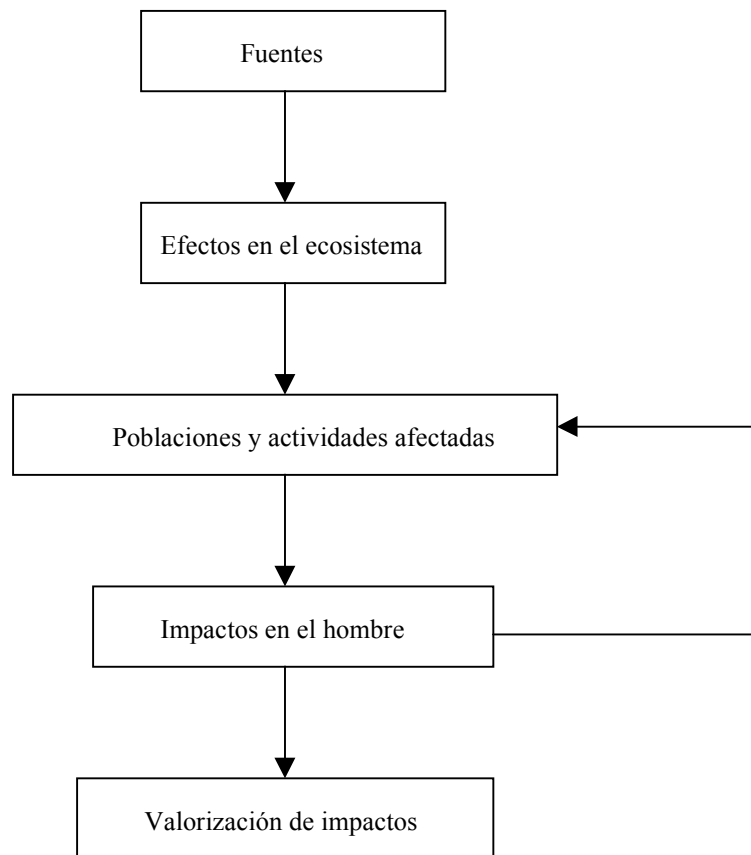 Fuentes
Efectos en el ecosistema
Poblaciones y actividades afectadas
Impactos en el hombre
Valorización de impactos